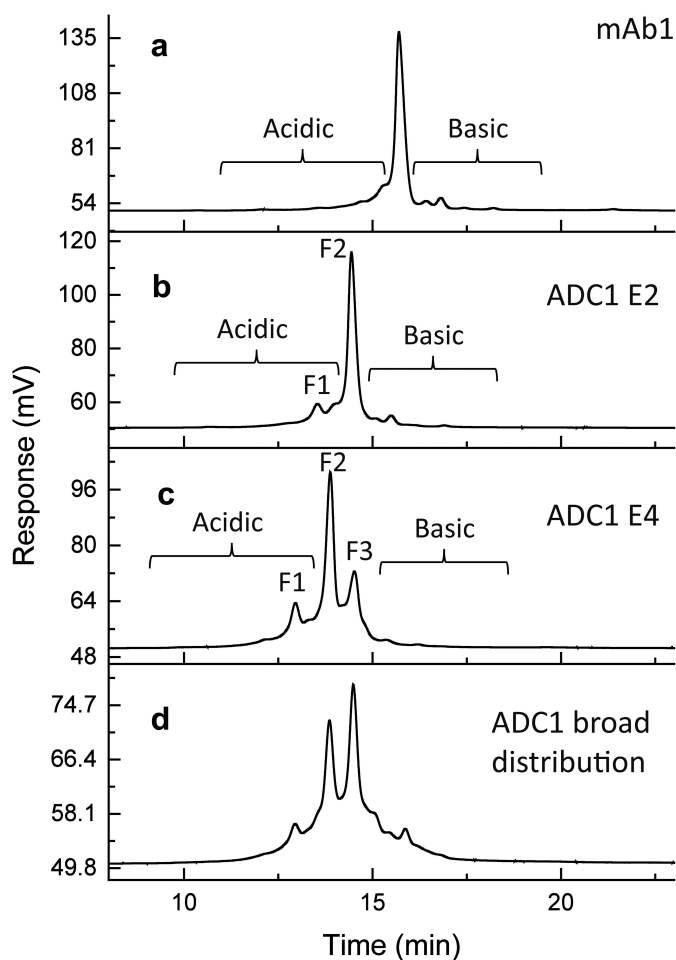 a
mAb1
135
108
81
54
Acidic
Basic
b
ADC1 E2
120
100
80
60
F2
F1
Acidic
Basic
c
ADC1 E4
96
80
64
48
F2
F1
F3
Acidic
Basic
d
ADC1 broad
distribution
74.7
66.4
58.1
49.8
10
15
20
Response (mV)
Time (min)